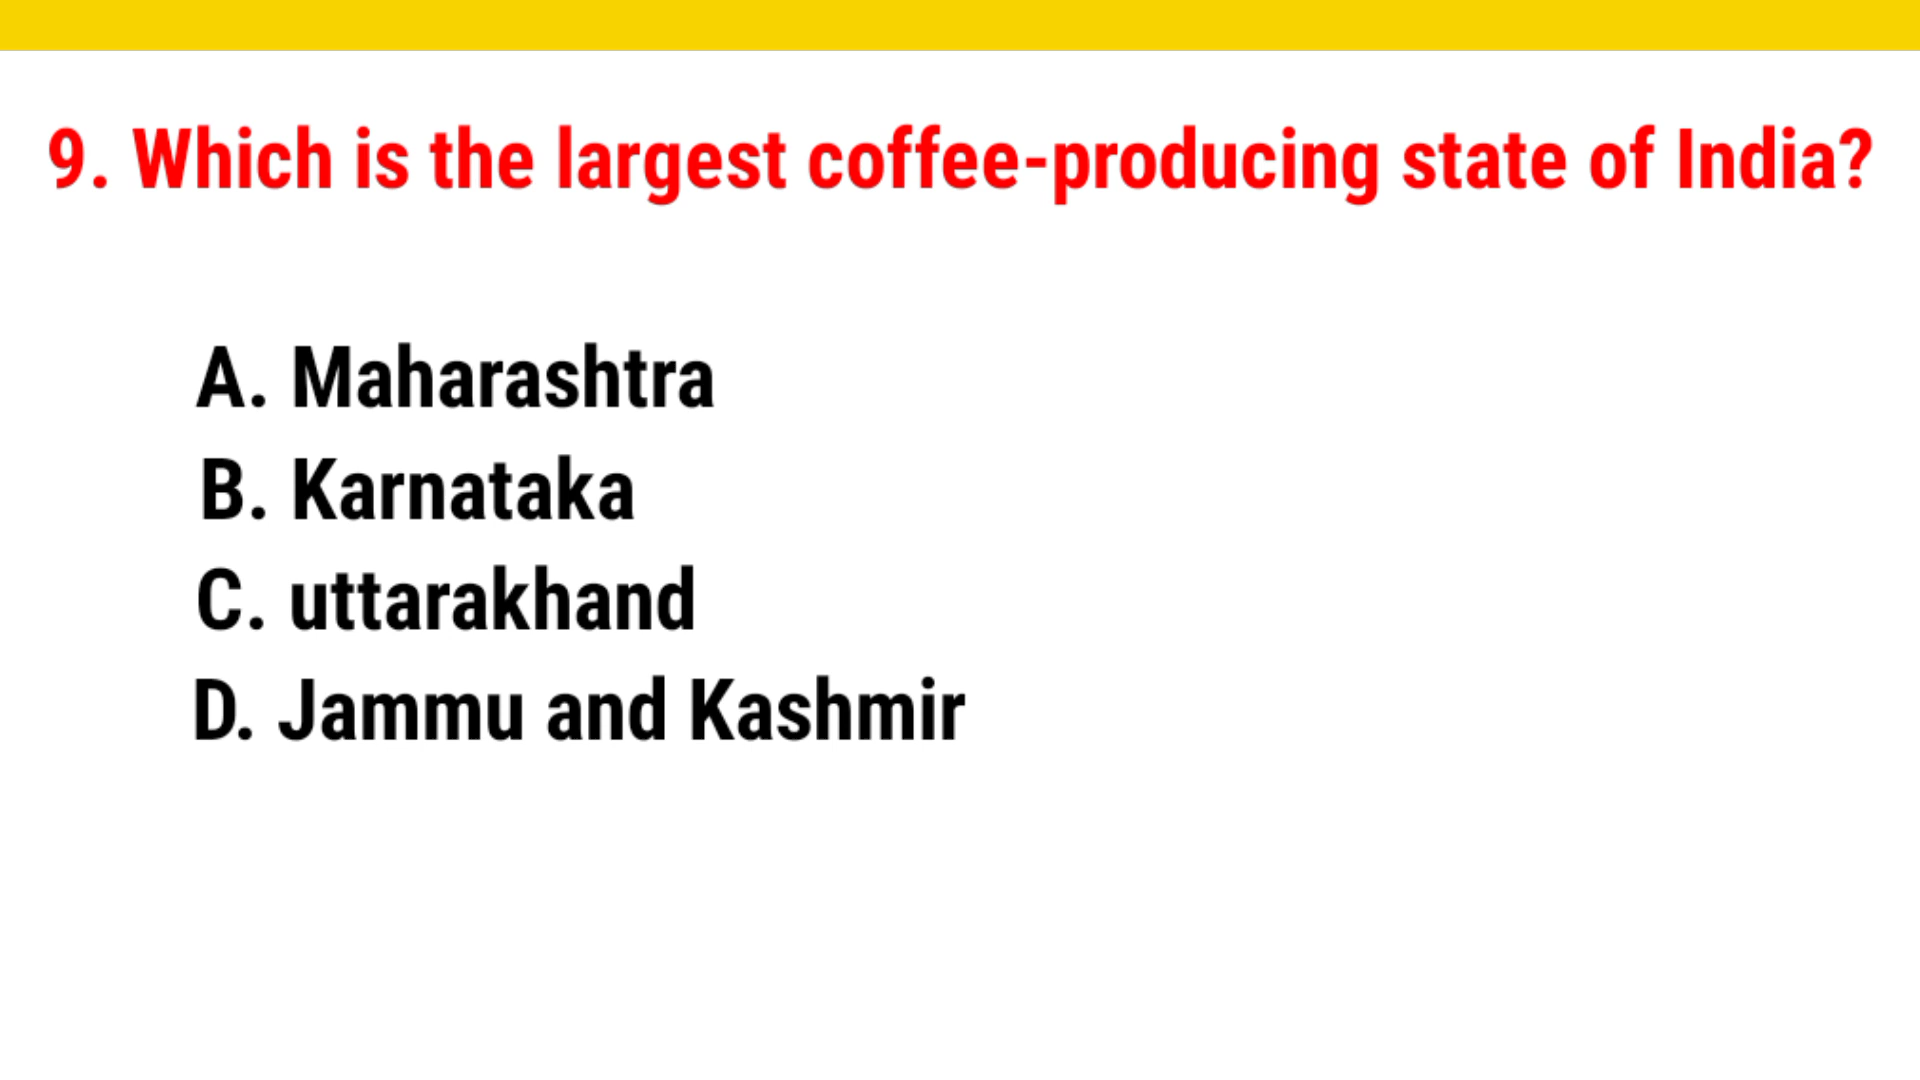 9. Which is the largest coffee-producing state of India?
A. Maharashtra
B. Karnataka
C. uttarakhand
D. Jammu and Kashmir